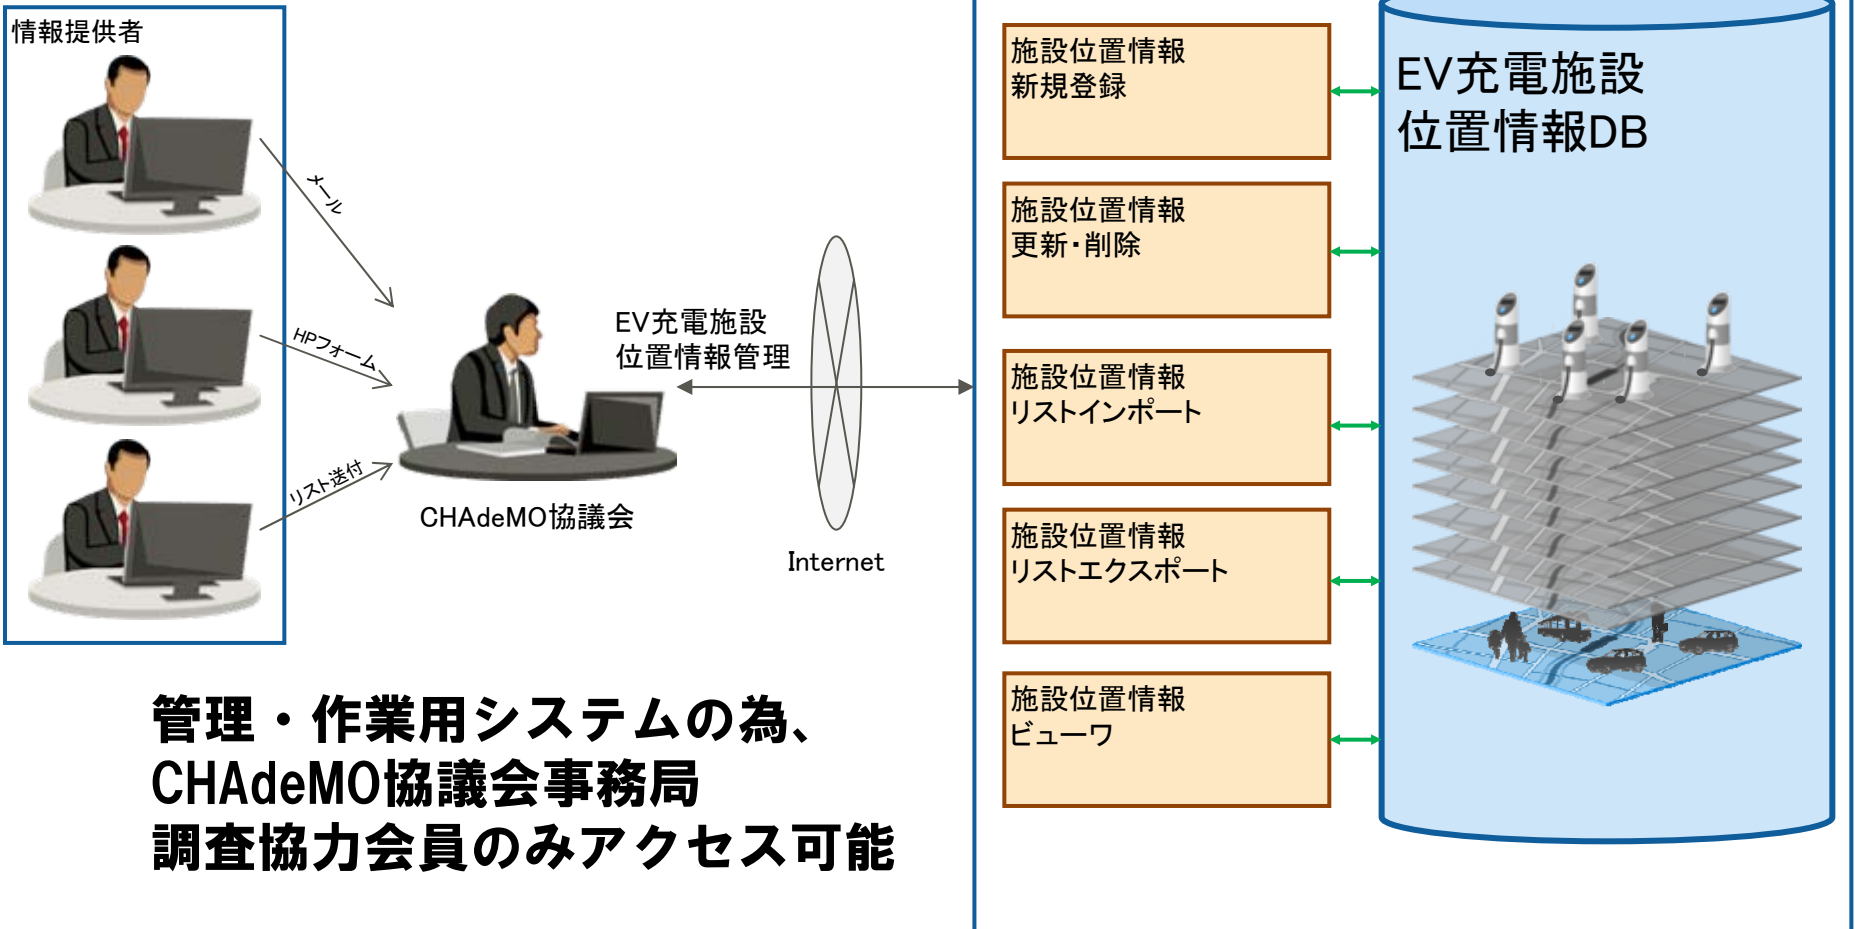 情報提供者
メール
HPフォーム
リスト送付
CHAdeMO協議会
EV充電施設
位置情報管理
Internet
施設位置情報
新規登録
施設位置情報
更新・削除
施設位置情報
リストインポート
施設位置情報
リストエクスポート
施設位置情報
ビューワ
EV充電施設
位置情報DB
管理・作業用システムの為、
CHAdeMO協議会事務局
調査協力会員のみアクセス可能